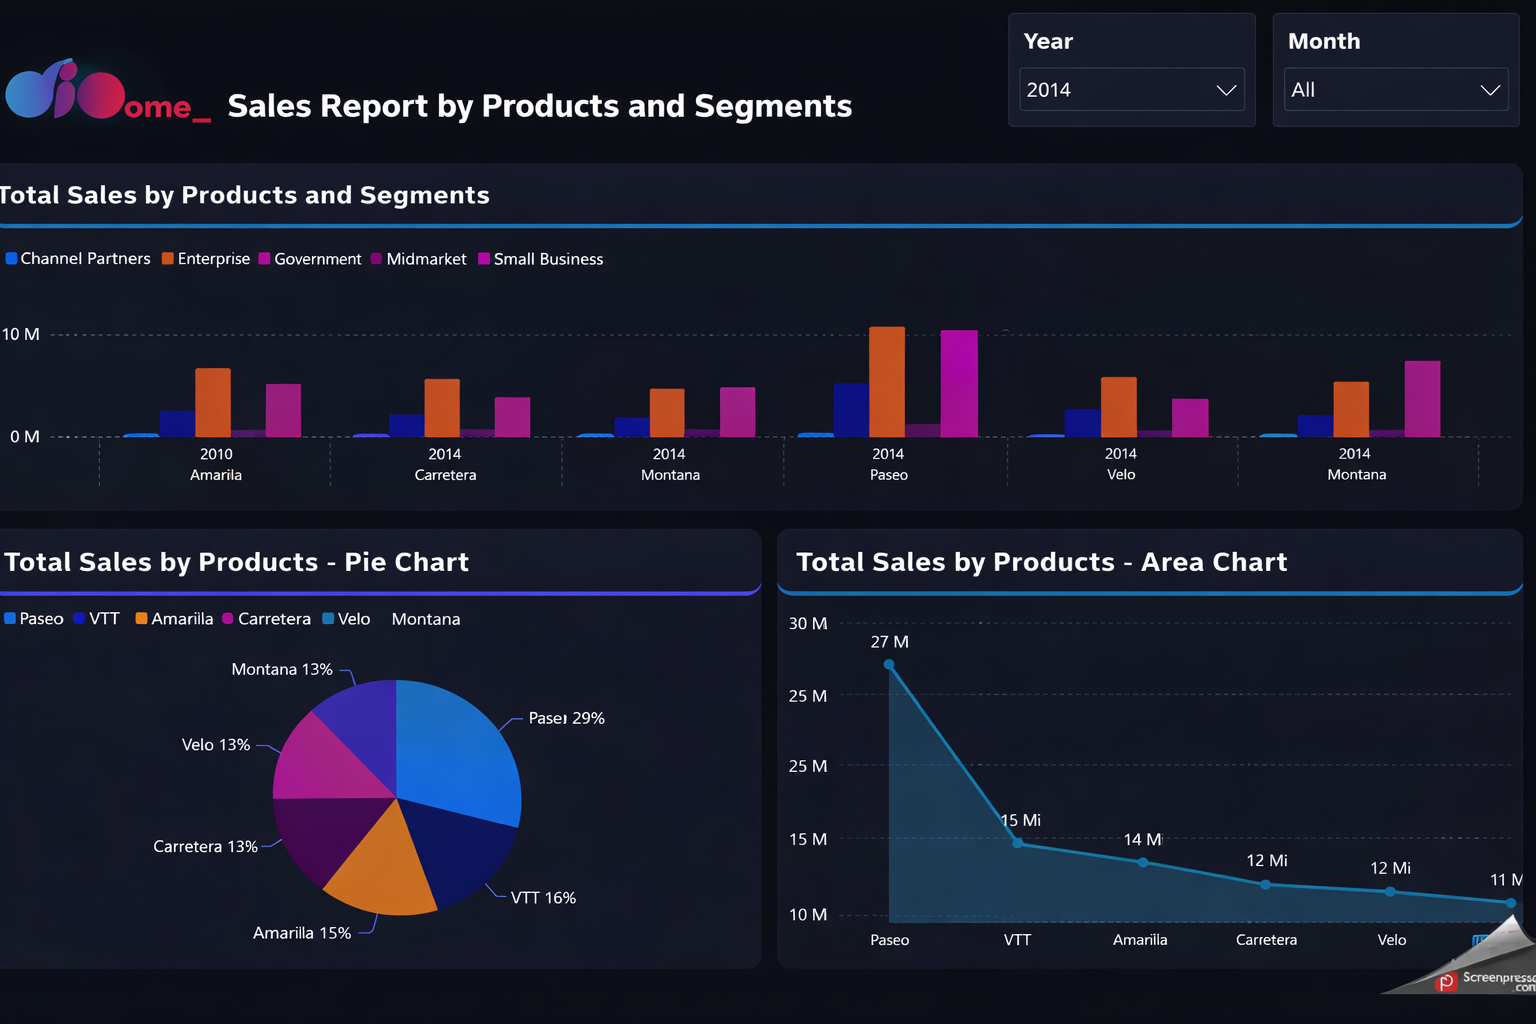 ome_
Sales Report by Products and Segments
Year
2014
Month
All
Total Sales by Products and Segments
Channel Partners Enterprise Government Midmarket Small Business
10 M
0 M
2010 2014 2014 2014 2014 2014
Amarila Carretera Montana Paseo Velo Montana
Total Sales by Products - Pie Chart
Paseo VTT Amariİla Carretera Velo Montana
Montana 13%
29%
Velo 13%
Carretera 13%
VTT 16%
Amarilla 15%
Total Sales by Products - Area Chart
30 M
27 M
25 M
25 M
15 Mi
15 M
14 Mi
12 Mi
12 Mi
11 M
10 M
Paseo VTT Amarilla Carretera Velo
Screenpresso
.com